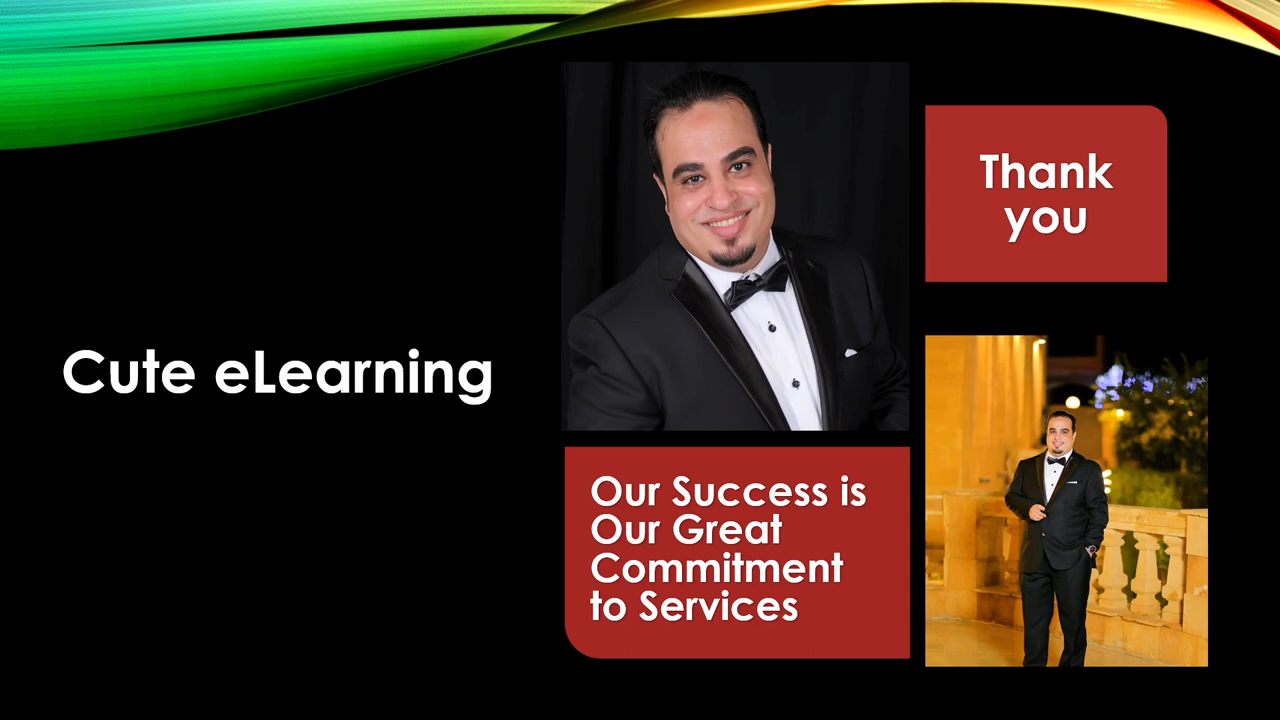 Cute eLearning
Thank
you
Our Success is
Our Great
Commitment
to Services